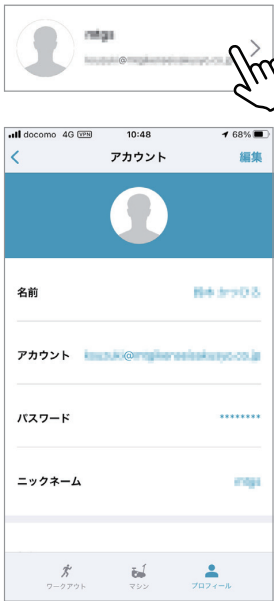 docomo 4G VPN 10:48 68%
アカウント 編集
名前
アカウント
パスワード ********
ニックネーム
ワークアウト マシン プロフィール